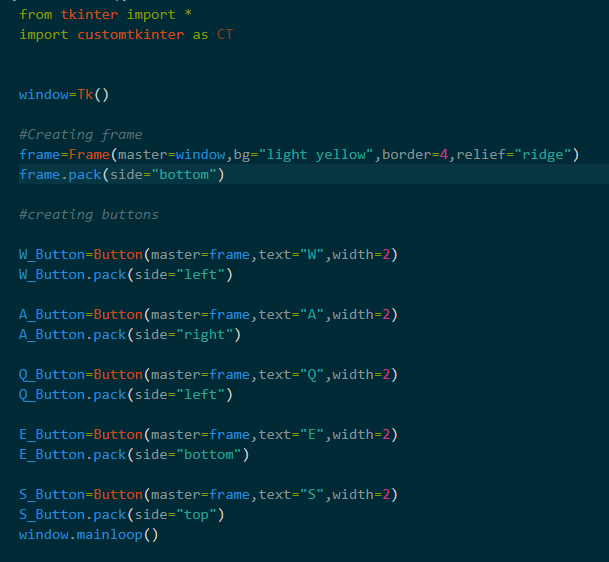 from tkinter import *
import customtkinter as CT
window=Tk()
#Creating frame
frame=Frame(master=window,bg="light yellow",border=4,relief="ridge")
frame.pack(side="bottom")
#creating buttons
W_Button=Button(master=frame,text="W",width=2)
W_Button.pack(side="left")
A_Button=Button(master=frame,text="A",width=2)
A_Button.pack(side="right")
Q_Button=Button(master=frame,text="Q",width=2)
Q_Button.pack(side="left")
E_Button=Button(master=frame,text="E",width=2)
E_Button.pack(side="bottom")
S_Button=Button(master=frame,text="S",width=2)
S_Button.pack(side="top")
window.mainloop()